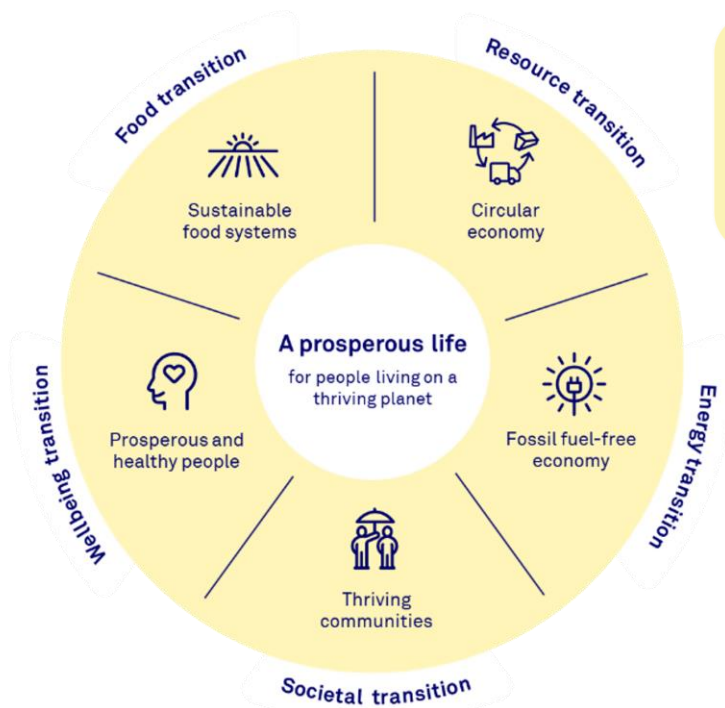 Food transition
Resource transition
Sustainable
food systems
Circular
economy
A prosperous life
for people living on a
thriving planet
Wellbeing transition
Prosperous and
healthy people
Fossil fuel-free
economy
Energy transition
Thriving
communities
Societal transition